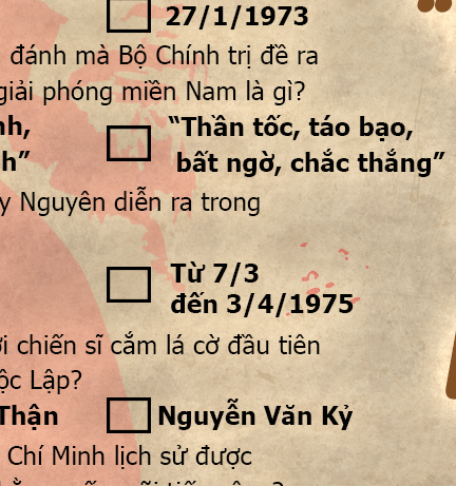 27/1/1973
đánh mà Bộ Chính trị đề ra
giải phóng miền Nam là gì?
nh, “Thần tốc, táo bạo,
h” bất ngờ, chắc thắng”
y Nguyên diễn ra trong
Từ 7/3
đến 3/4/1975
chiến sĩ cắm lá cờ đầu tiên
ộc Lập?
Thận Nguyễn Văn Kỷ
Chí Minh lịch sử được